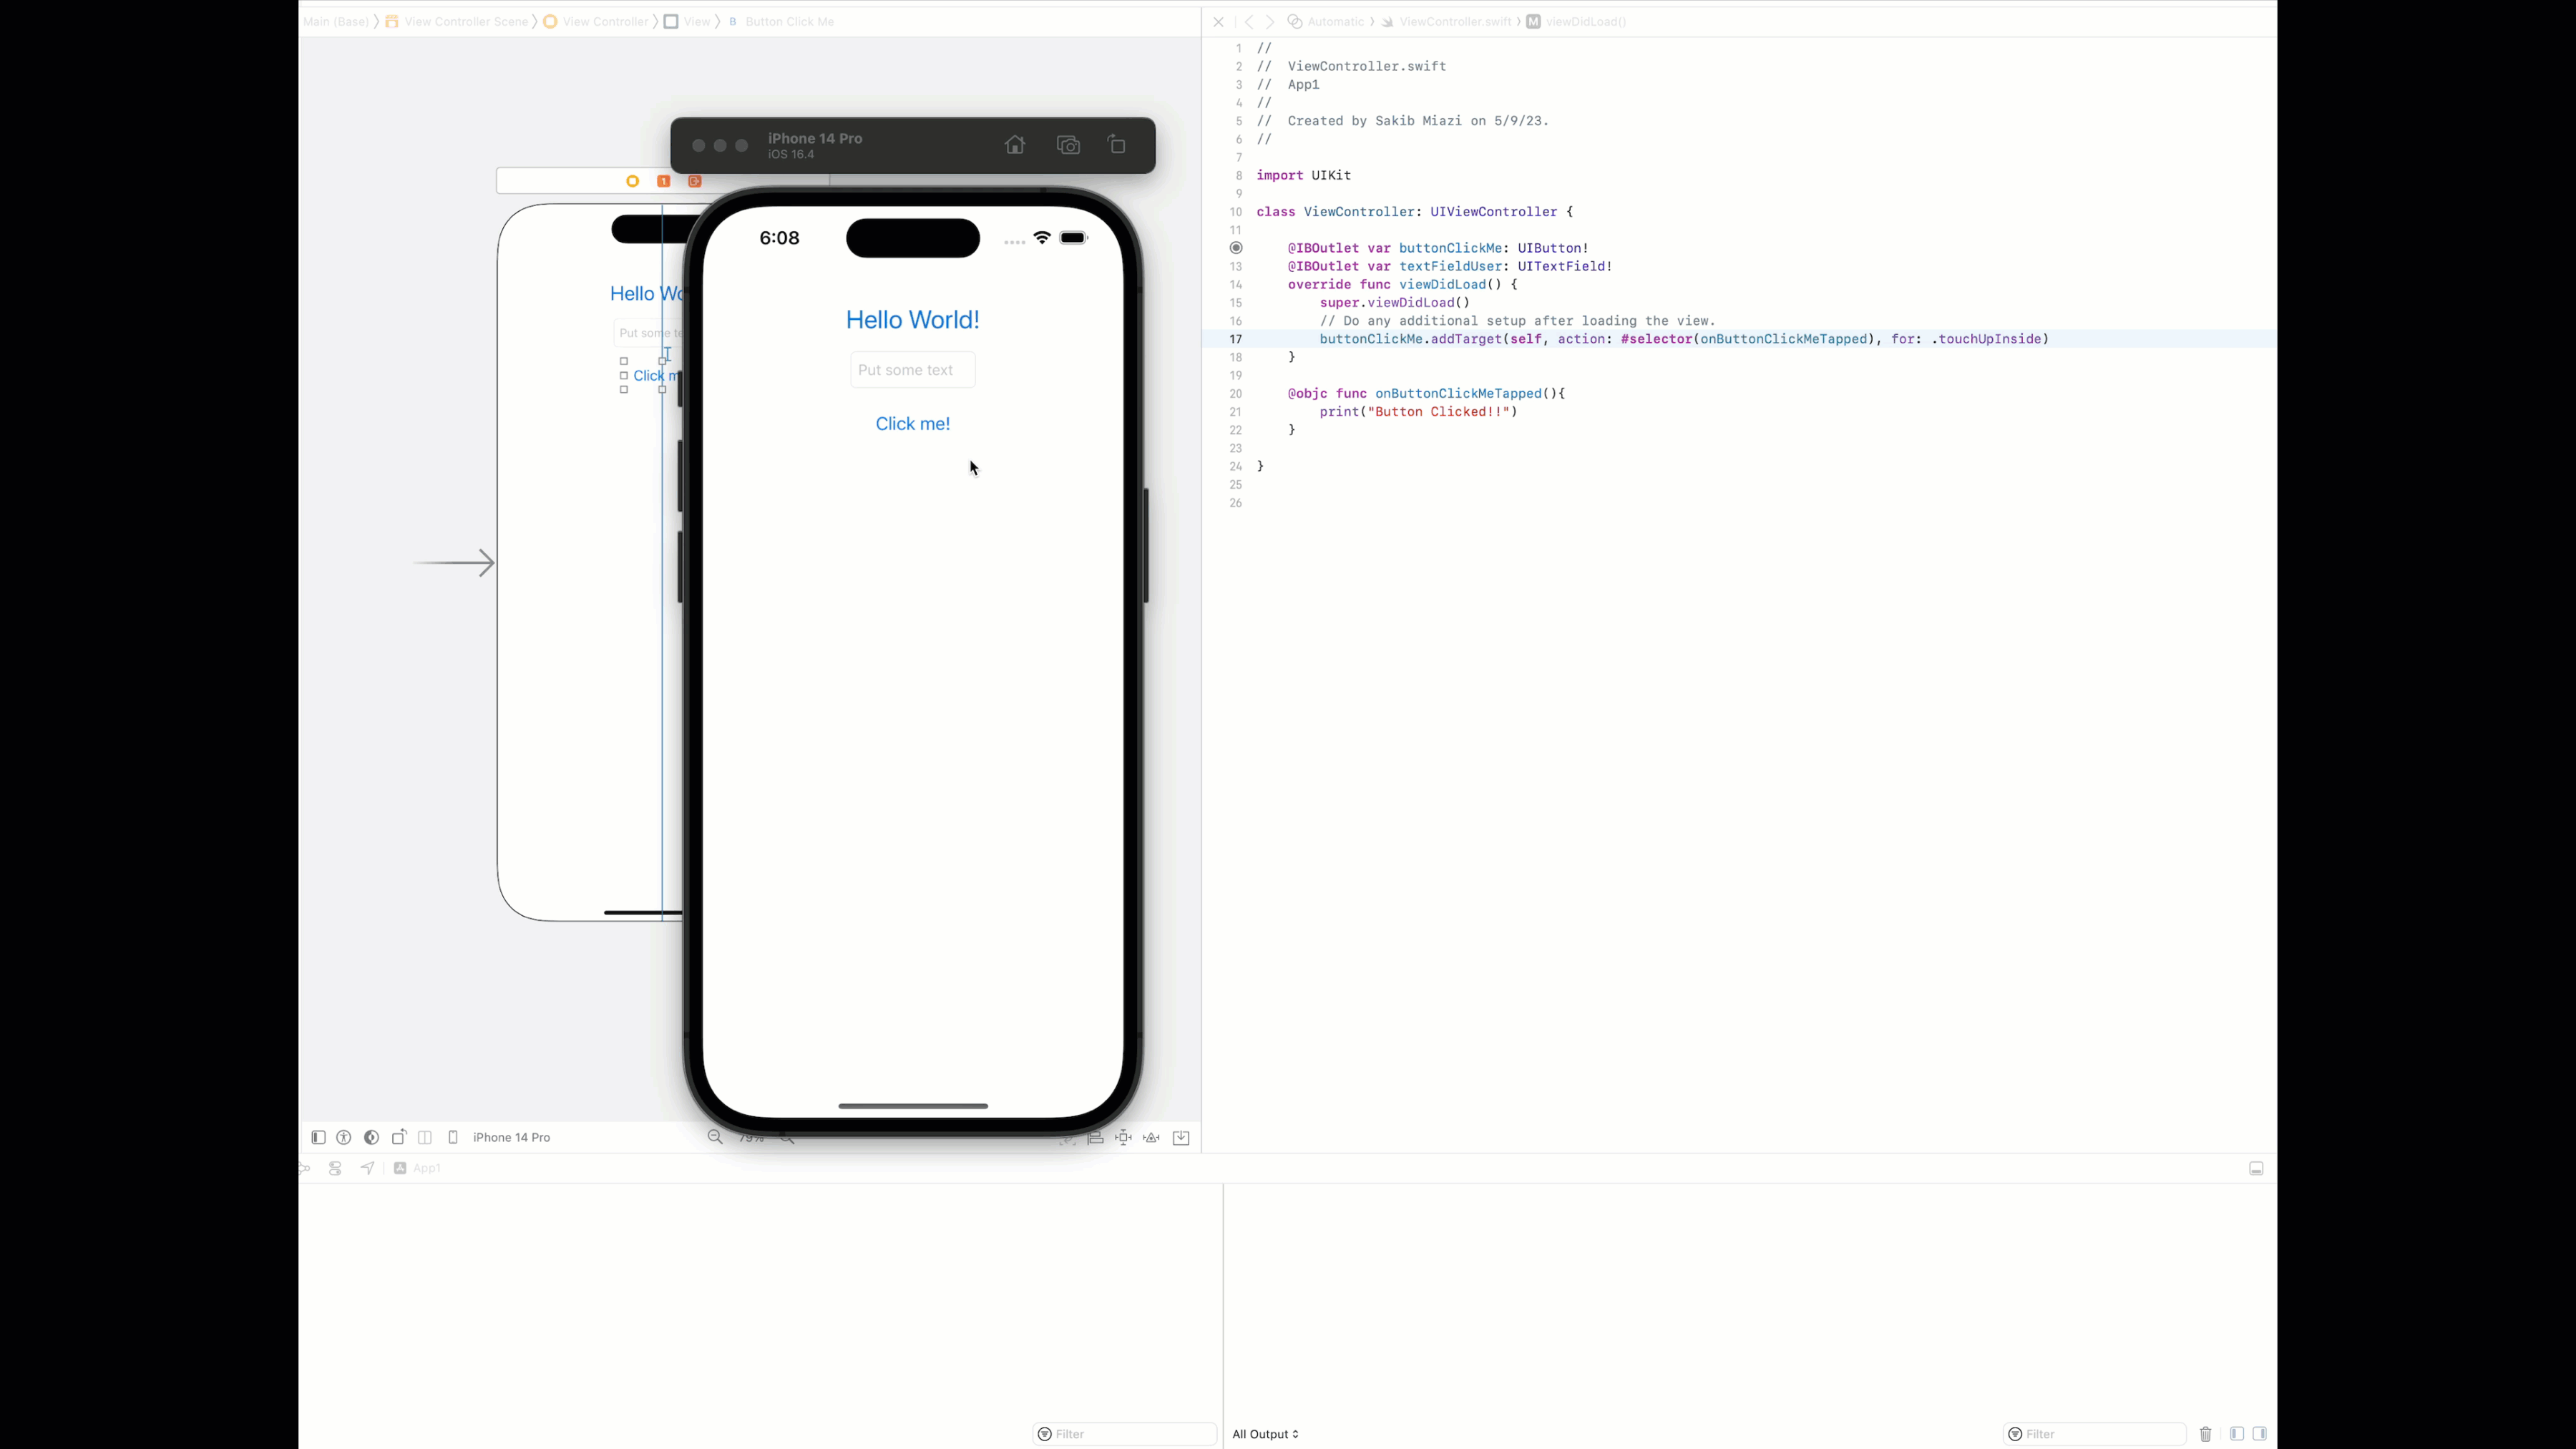 Main (Base) View Controller Scene View Controller View B Button Click Me
Automatic ViewController.swift M viewDidLoad()
iPhone 14 Pro
iOS 16.4
1
6:08
Hello Wo
Put some te
Click m
Hello World!
Put some text
Click me!
1 //
2 //  ViewController.swift
3 //  App1
4 //
5 //  Created by Sakib Miazi on 5/9/23.
6 //
7
8 import UIKit
9
10 class ViewController: UIViewController {
11
@IBOutlet var buttonClickMe: UIButton!
13 @IBOutlet var textFieldUser: UITextField!
14 override func viewDidLoad() {
15 super.viewDidLoad()
16 // Do any additional setup after loading the view.
17 buttonClickMe.addTarget(self, action: #selector(onButtonClickMeTapped), for: .touchUpInside)
18 }
19
20 @objc func onButtonClickMeTapped(){
21 print("Button Clicked!!")
22 }
23
24 }
25
26
iPhone 14 Pro
79%
App1
Filter
All Output
Filter